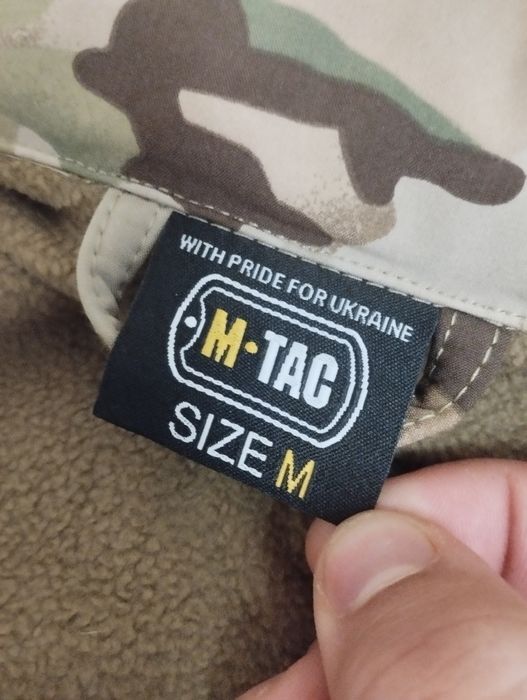 WITH PRIDE FOR UKRAINE
M·TAC
SIZE M